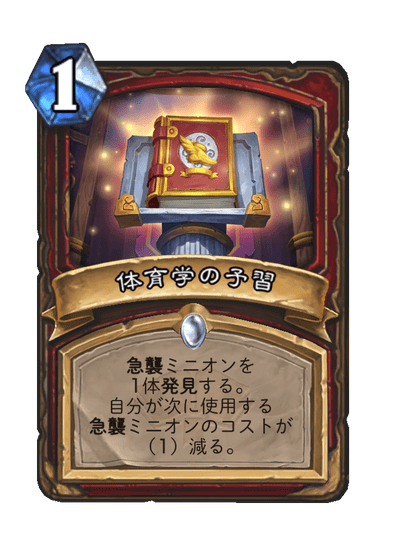 1
体育学の予習
急襲ミニオンを
1体発見する。
自分が次に使用する
急襲ミニオンのコストが
（1）減る。